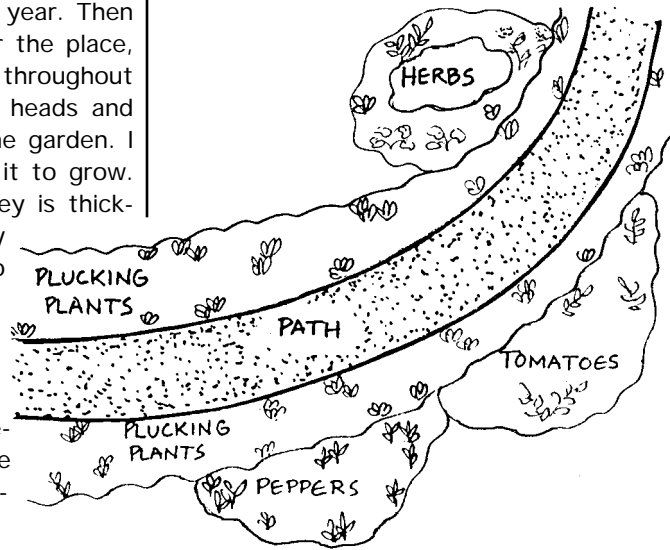 year. Then
the place,
throughout
heads and
garden. I
it to grow.
is thick-
HERBS
PLUCKING
PLANTS
PATH
TOMATOES
PLUCKING
PLANTS
PEPPERS